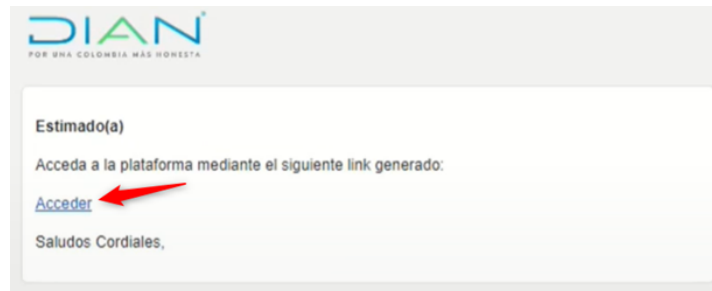 DIAN
POR UNA COLOMBIA MÁS HONESTA
Estimado(a)
Acceda a la plataforma mediante el siguiente link generado:
Acceder
Saludos Cordiales,